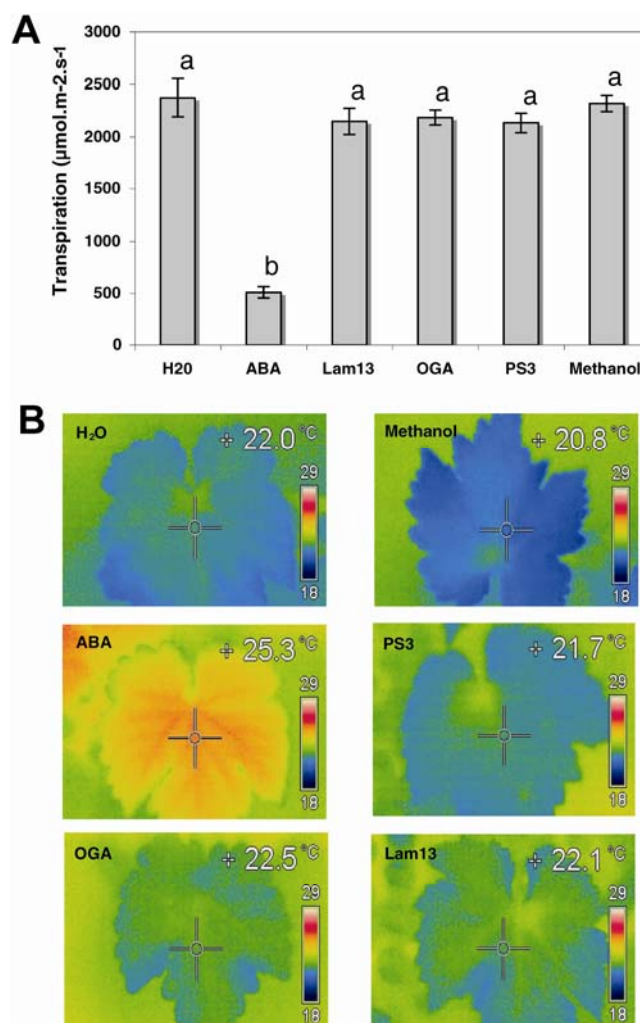 A
Transpiration (µmol.m-2.s-1
3000
2500
2000
1500
1000
500
0
a
b
a
a
a
a
H20
ABA
Lam13
OGA
PS3
Methanol
B
H₂O
+ 22.0 °C
29
18
Methanol
+ 20.8 °C
29
18
ABA
+ 25.3 °C
29
18
PS3
+ 21.7 °C
29
18
OGA
+ 22.5 °C
29
18
Lam13
+ 22.1 °C
29
18